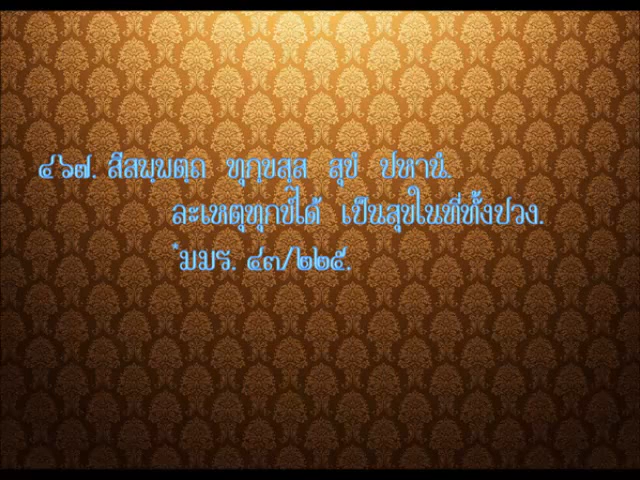 ๔๖๗. สีสพฺพตฺถ ทุกฺขสฺส สุขํ ปหานํ.
ละเหตุทุกข์ได้ เป็นสุขในที่ทั้งปวง.
*มมร. ๔๓/๒๒๕.